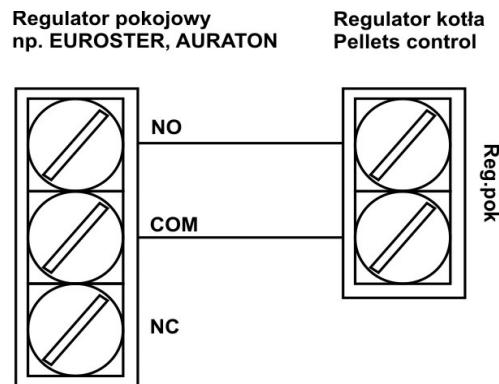 Regulator pokojowy
np. EUROSTER, AURATON
Regulator kotła
Pellets control
NO
COM
NC
Reg.pok